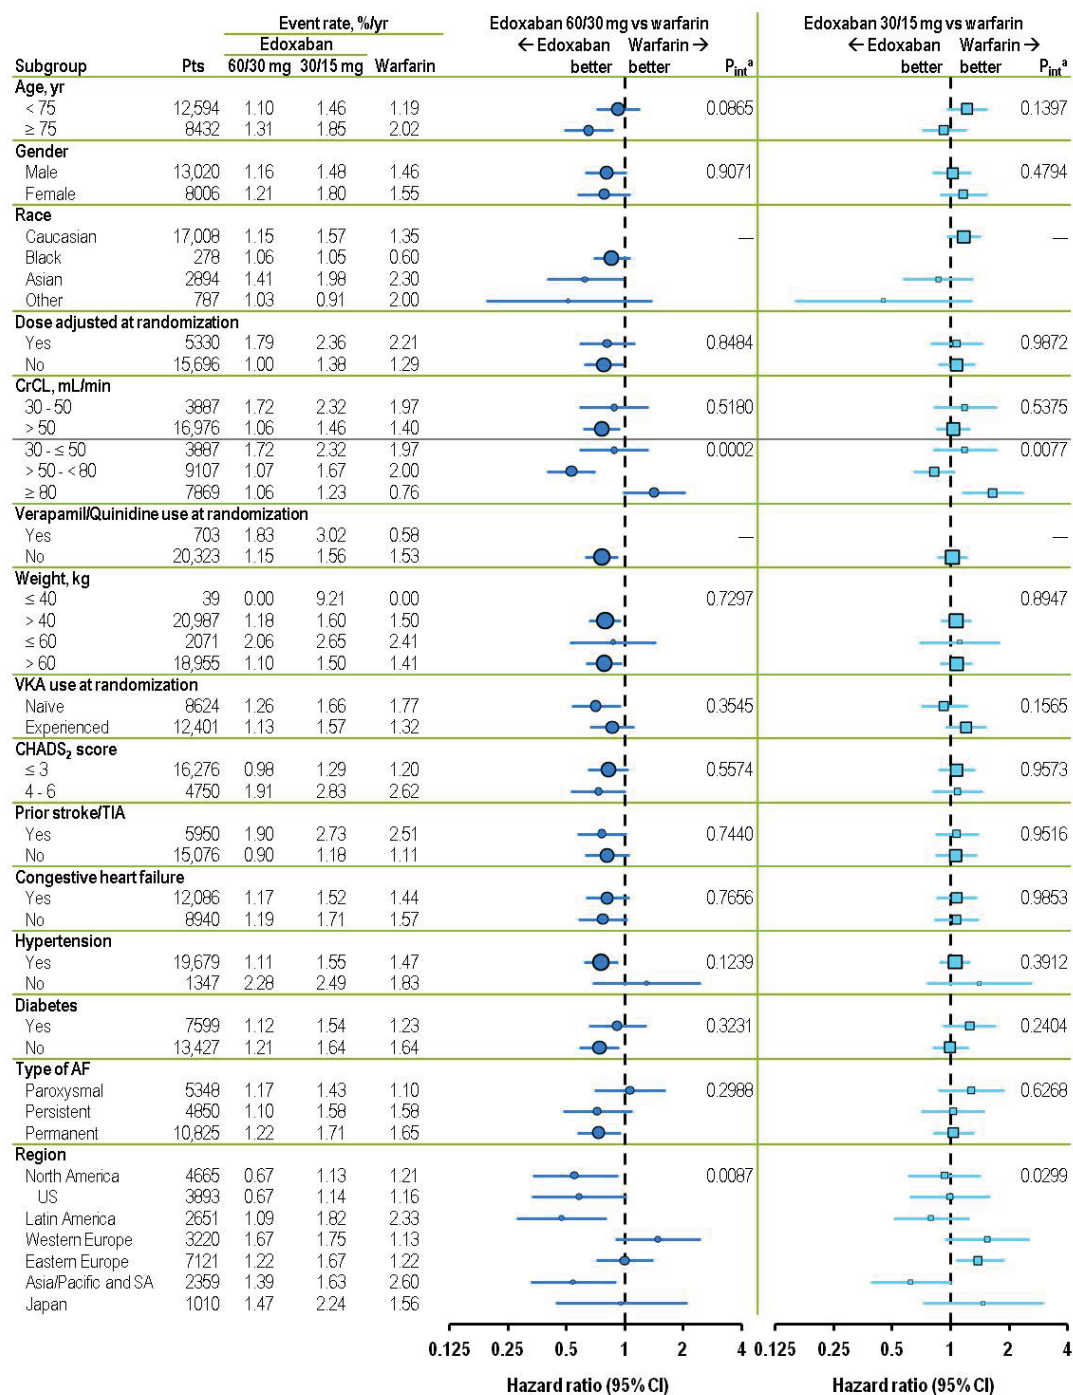 Event rate, %/yr Edoxaban 60/30 mg vs warfarin Edoxaban 30/15 mg vs warfarin
Edoxaban ← Edoxaban Warfarin → ← Edoxaban Warfarin →
Subgroup Pts 60/30 mg 30/15 mg Warfarin better better Pintᵃ better better Pintᵃ
Age, yr
< 75 12,594 1.10 1.46 1.19 0.0865 0.1397
≥ 75 8432 1.31 1.85 2.02
Gender
Male 13,020 1.16 1.48 1.46 0.9071 0.4794
Female 8006 1.21 1.80 1.55
Race
Caucasian 17,008 1.15 1.57 1.35 — —
Black 278 1.06 1.05 0.60
Asian 2894 1.41 1.98 2.30
Other 787 1.03 0.91 2.00
Dose adjusted at randomization
Yes 5330 1.79 2.36 2.21 0.8484 0.9872
No 15,696 1.00 1.38 1.29
CrCL, mL/min
30 - 50 3887 1.72 2.32 1.97 0.5180 0.5375
> 50 16,976 1.06 1.46 1.40
30 - ≤ 50 3887 1.72 2.32 1.97 0.0002 0.0077
> 50 - < 80 9107 1.07 1.67 2.00
≥ 80 7869 1.06 1.23 0.76
Verapamil/Quinidine use at randomization
Yes 703 1.83 3.02 0.58 — —
No 20,323 1.15 1.56 1.53
Weight, kg
≤ 40 39 0.00 9.21 0.00 0.7297 0.8947
> 40 20,987 1.18 1.60 1.50
≤ 60 2071 2.06 2.65 2.41
> 60 18,955 1.10 1.50 1.41
VKA use at randomization
Naïve 8624 1.26 1.66 1.77 0.3545 0.1565
Experienced 12,401 1.13 1.57 1.32
CHADS₂ score
≤ 3 16,276 0.98 1.29 1.20 0.5574 0.9573
4 - 6 4750 1.91 2.83 2.62
Prior stroke/TIA
Yes 5950 1.90 2.73 2.51 0.7440 0.9516
No 15,076 0.90 1.18 1.11
Congestive heart failure
Yes 12,086 1.17 1.52 1.44 0.7656 0.9853
No 8940 1.19 1.71 1.57
Hypertension
Yes 19,679 1.11 1.55 1.47 0.1239 0.3912
No 1347 2.28 2.49 1.83
Diabetes
Yes 7599 1.12 1.54 1.23 0.3231 0.2404
No 13,427 1.21 1.64 1.64
Type of AF
Paroxysmal 5348 1.17 1.43 1.10 0.2988 0.6268
Persistent 4850 1.10 1.58 1.58
Permanent 10,825 1.22 1.71 1.65
Region
North America 4665 0.67 1.13 1.21 0.0087 0.0299
US 3893 0.67 1.14 1.16
Latin America 2651 1.09 1.82 2.33
Western Europe 3220 1.67 1.75 1.13
Eastern Europe 7121 1.22 1.67 1.22
Asia/Pacific and SA 2359 1.39 1.63 2.60
Japan 1010 1.47 2.24 1.56
0.125 0.5 1 2 4 0.125 0.5 1 2 4
Hazard ratio (95% CI) Hazard ratio (95% CI)